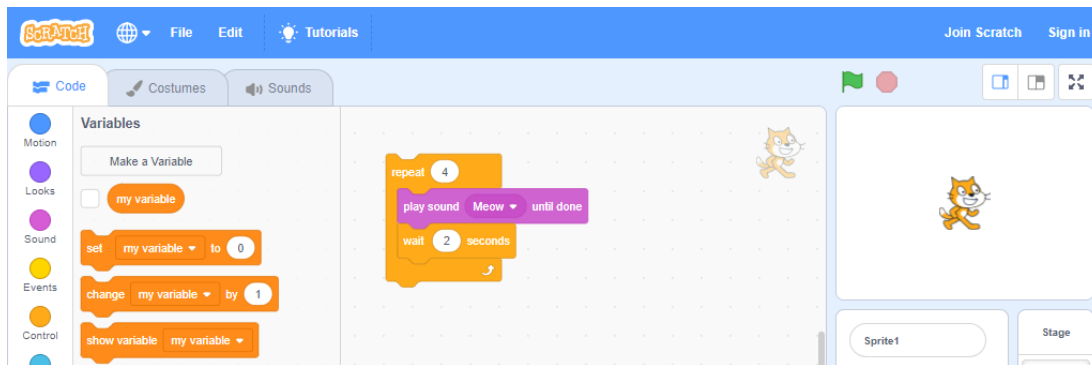 SCRATCH File Edit Tutorials Join Scratch Sign in
Code Costumes Sounds
Motion
Looks
Sound
Events
Control
Variables
Make a Variable
my variable
set my variable to 0
change my variable by 1
show variable my variable
repeat 4
play sound Meow until done
wait 2 seconds
Sprite1
Stage